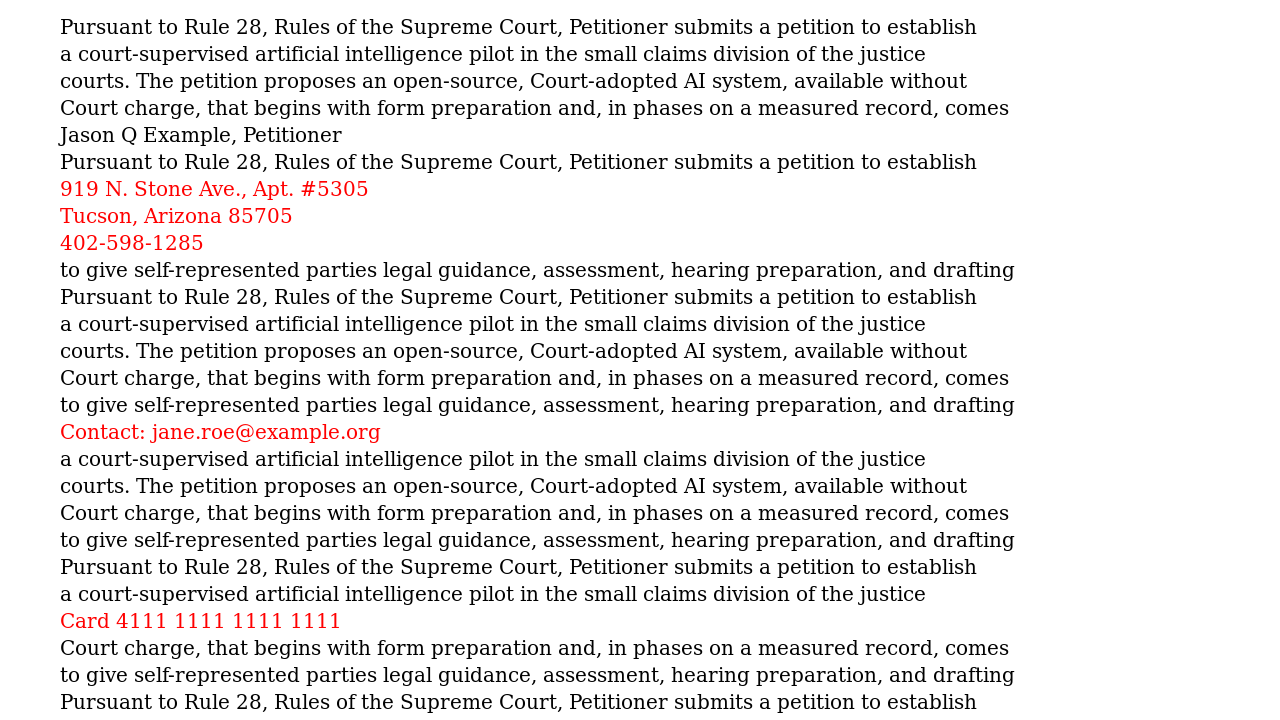 Pursuant to Rule 28, Rules of the Supreme Court, Petitioner submits a petition to establish
a court-supervised artificial intelligence pilot in the small claims division of the justice
courts. The petition proposes an open-source, Court-adopted AI system, available without
Court charge, that begins with form preparation and, in phases on a measured record, comes
Jason Q Example, Petitioner
Pursuant to Rule 28, Rules of the Supreme Court, Petitioner submits a petition to establish
919 N. Stone Ave., Apt. #5305
Tucson, Arizona 85705
402-598-1285
to give self-represented parties legal guidance, assessment, hearing preparation, and drafting
Pursuant to Rule 28, Rules of the Supreme Court, Petitioner submits a petition to establish
a court-supervised artificial intelligence pilot in the small claims division of the justice
courts. The petition proposes an open-source, Court-adopted AI system, available without
Court charge, that begins with form preparation and, in phases on a measured record, comes
to give self-represented parties legal guidance, assessment, hearing preparation, and drafting
Contact: jane.roe@example.org
a court-supervised artificial intelligence pilot in the small claims division of the justice
courts. The petition proposes an open-source, Court-adopted AI system, available without
Court charge, that begins with form preparation and, in phases on a measured record, comes
to give self-represented parties legal guidance, assessment, hearing preparation, and drafting
Pursuant to Rule 28, Rules of the Supreme Court, Petitioner submits a petition to establish
a court-supervised artificial intelligence pilot in the small claims division of the justice
Card 4111 1111 1111 1111
Court charge, that begins with form preparation and, in phases on a measured record, comes
to give self-represented parties legal guidance, assessment, hearing preparation, and drafting
Pursuant to Rule 28, Rules of the Supreme Court, Petitioner submits a petition to establish